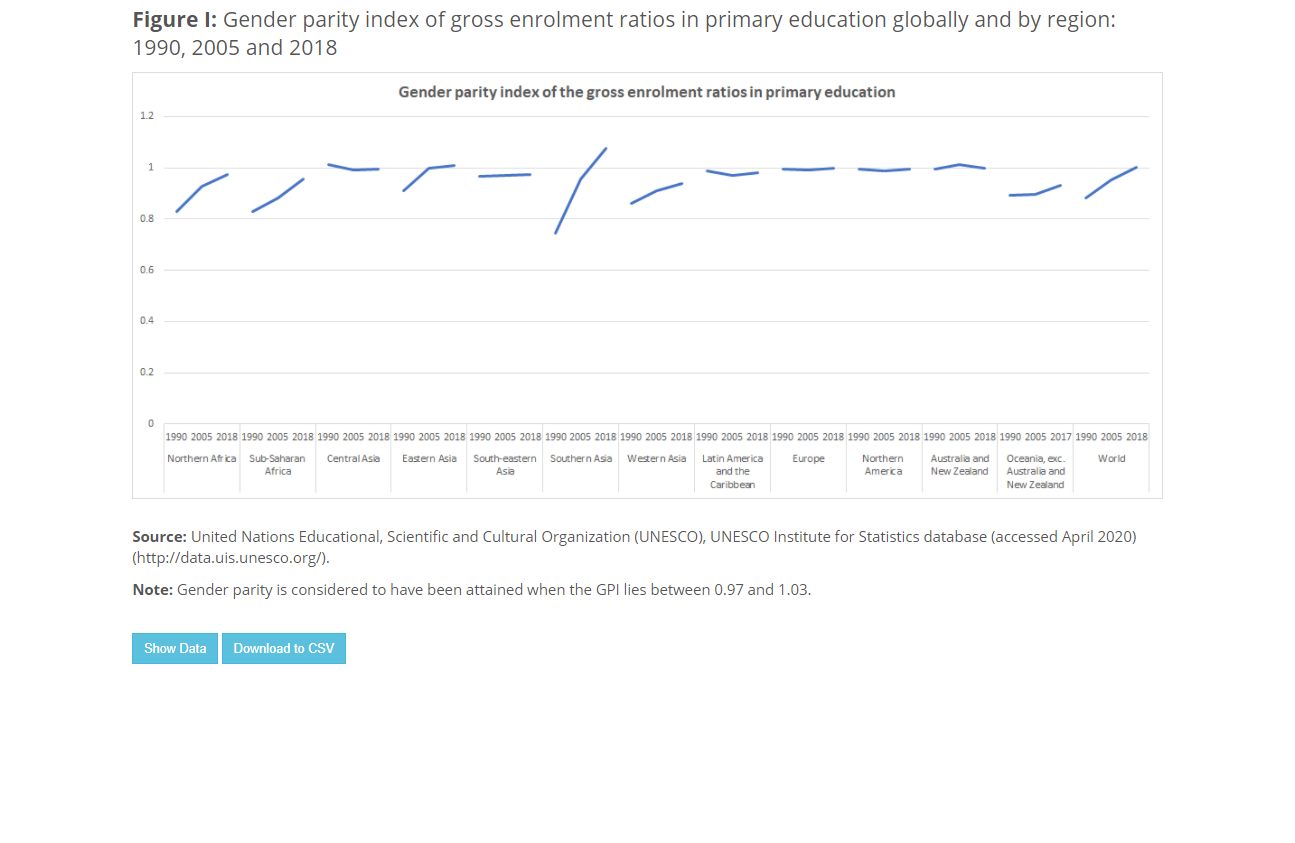 Figure I: Gender parity index of gross enrolment ratios in primary education globally and by region:
1990, 2005 and 2018
Gender parity index of the gross enrolment ratios in primary education
1.2
1
0.8
0.6
0.4
0.2
0
1990 2005 2018 1990 2005 2018 1990 2005 2018 1990 2005 2018 1990 2005 2018 1990 2005 2018 1990 2005 2018 1990 2005 2018 1990 2005 2018 1990 2005 2018 1990 2005 2018 1990 2005 2017 1990 2005 2018
Northern Africa Sub-Saharan Central Asia Eastern Asia South-eastern Southern Asia Western Asia Latin America Europe Northern Australia and Oceania, exc. World
Africa Asia and the America New Zealand Australia and
Caribbean New Zealand
Source: United Nations Educational, Scientific and Cultural Organization (UNESCO), UNESCO Institute for Statistics database (accessed April 2020)
(http://data.uis.unesco.org/).
Note: Gender parity is considered to have been attained when the GPI lies between 0.97 and 1.03.
Show Data Download to CSV